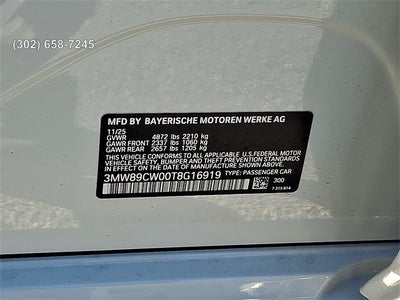 (302) 658-7245
MFD BY BAYERISCHE MOTOREN WERKE AG
11/25
GVWR 4872 lbs 2210 kg
GAWR FRONT 2337 lbs 1060 kg
GAWR REAR 2657 lbs 1205 kg
THIS VEHICLE CONFORMS TO ALL APPLICABLE U.S.
FEDERAL MOTOR VEHICLE SAFETY, BUMPER, AND
THEFT PREVENTION STANDARDS IN EFFECT ON THE
DATE OF MANUFACTURE SHOWN ABOVE.
3MW89CW00T8G16919 TYPE: PASSENGER CAR
300